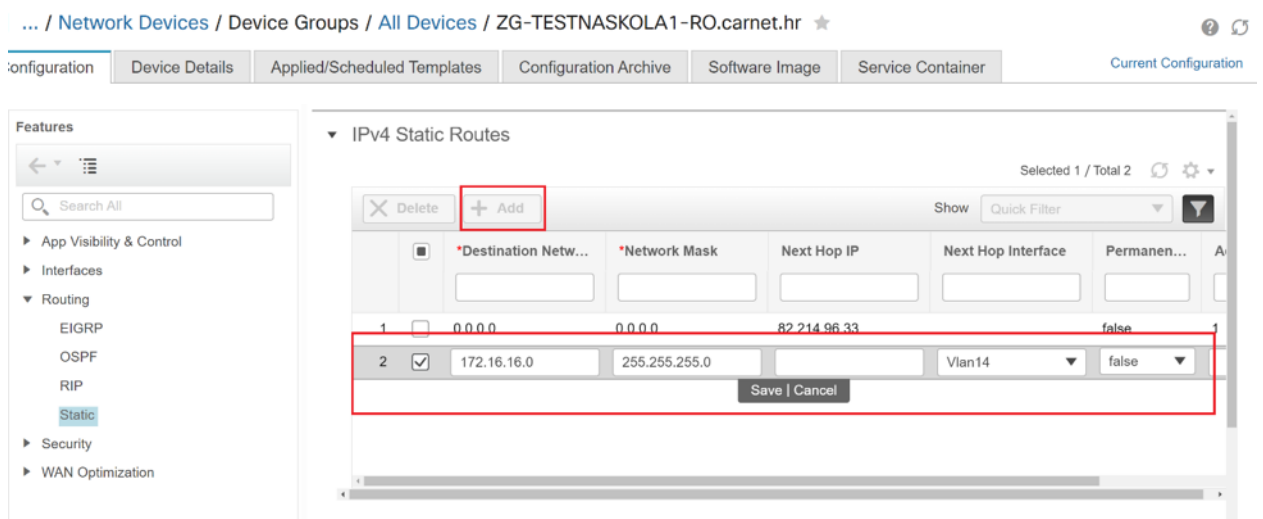 ... / Network Devices / Device Groups / All Devices / ZG-TESTNASKOLA1-RO.carnet.hr
Configuration Device Details Applied/Scheduled Templates Configuration Archive Software Image Service Container Current Configuration
Features
IPv4 Static Routes
Selected 1 / Total 2
Search All
Delete Add Show Quick Filter
App Visibility & Control
*Destination Netw... *Network Mask Next Hop IP Next Hop Interface Permanen...
Interfaces
Routing
EIGRP
1 0.0.0.0 0.0.0.0 82.214.96.33 false 1
OSPF
2 172.16.16.0 255.255.255.0 Vlan14 false
RIP
Save | Cancel
Static
Security
WAN Optimization